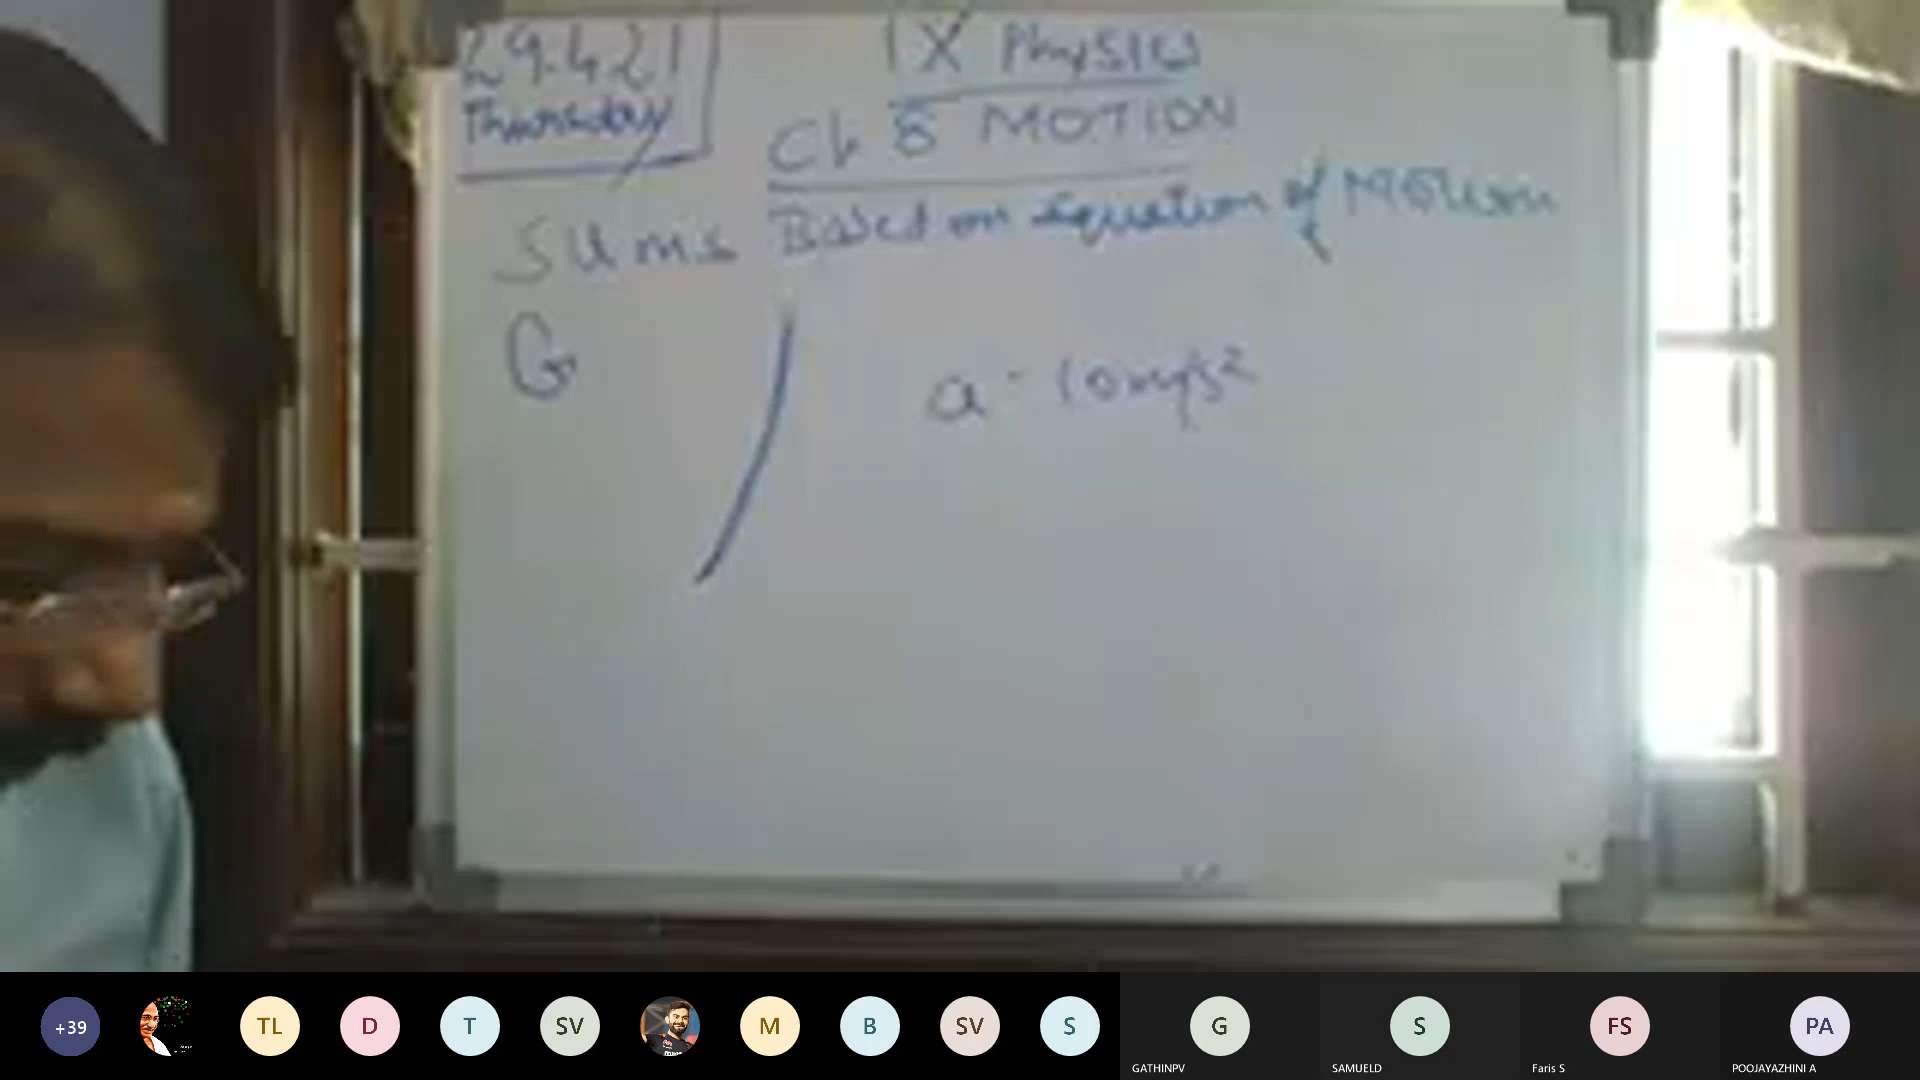 29.4.21
Thursday
IX Physics
Ch 8 MOTION
Sums Based on Equation of Motion
G
a = 10 m/s²
+39
TL
D
T
SV
M
B
SV
S
G
S
FS
PA
GATHINPV
SAMUELD
Faris S
POOJAYAZHINI A